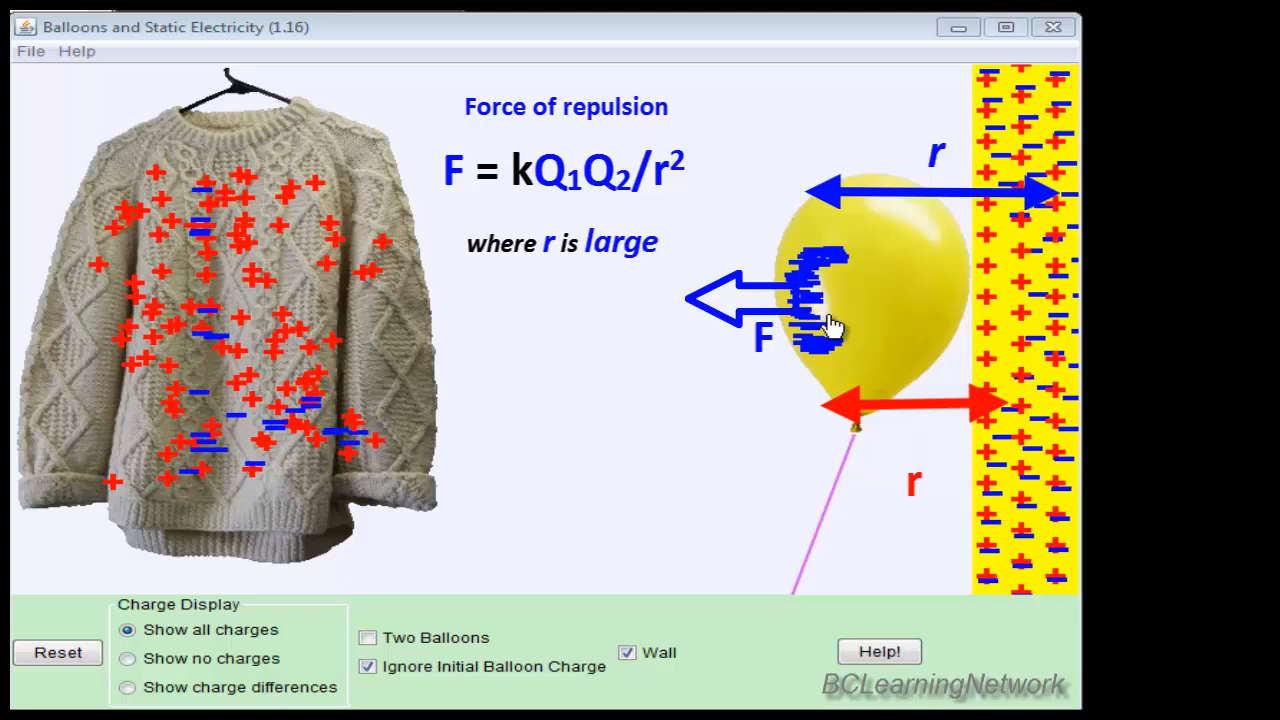 Balloons and Static Electricity (1.16)
File Help
Force of repulsion
F = kQ₁Q₂/r²
where r is large
r
F
r
Charge Display
Show all charges
Show no charges
Show charge differences
Reset
Two Balloons
Ignore Initial Balloon Charge
Wall
Help!
BCLearningNetwork